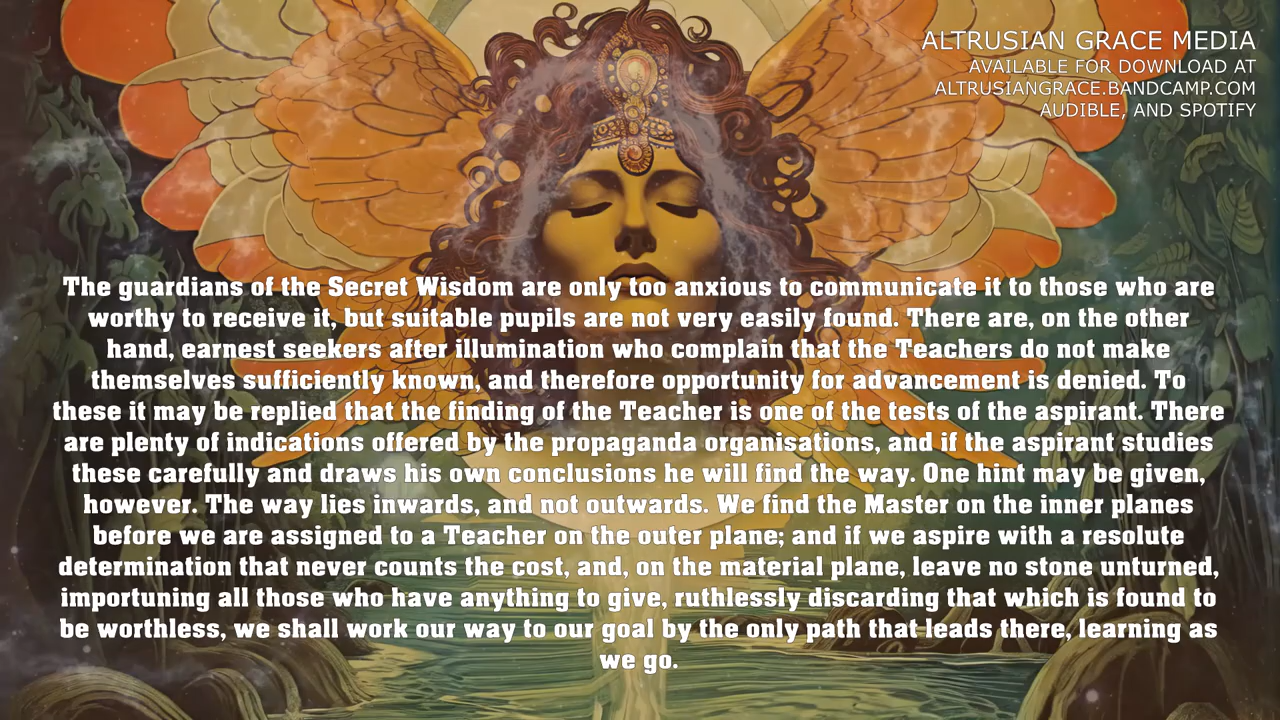 ALTRUSIAN GRACE MEDIA
AVAILABLE FOR DOWNLOAD AT
ALTRUSIANGRACE.BANDCAMP.COM
AUDIBLE, AND SPOTIFY
The guardians of the Secret Wisdom are only too anxious to communicate it to those who are
worthy to receive it, but suitable pupils are not very easily found. There are, on the other
hand, earnest seekers after illumination who complain that the Teachers do not make
themselves sufficiently known, and therefore opportunity for advancement is denied. To
these it may be replied that the finding of the Teacher is one of the tests of the aspirant. There
are plenty of indications offered by the propaganda organisations, and if the aspirant studies
these carefully and draws his own conclusions he will find the way. One hint may be given,
however. The way lies inwards, and not outwards. We find the Master on the inner planes
before we are assigned to a Teacher on the outer plane; and if we aspire with a resolute
determination that never counts the cost, and, on the material plane, leave no stone unturned,
importuning all those who have anything to give, ruthlessly discarding that which is found to
be worthless, we shall work our way to our goal by the only path that leads there, learning as
we go.